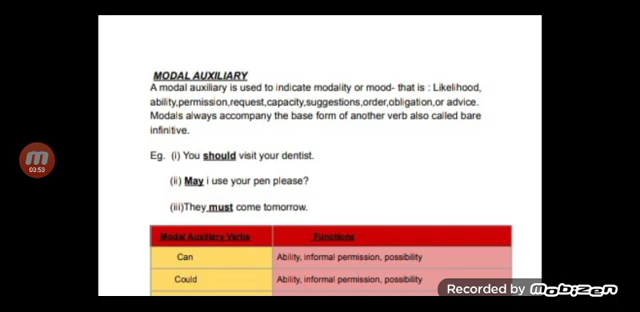 MODAL AUXILIARY
A modal auxiliary is used to indicate modality or mood- that is : Likelihood,
ability,permission,request,capacity,suggestions,order,obligation,or advice.
Modals always accompany the base form of another verb also called bare
infinitive.
Eg. (i) You should visit your dentist.
(ii) May i use your pen please?
(iii)They must come tomorrow.
Modal Auxiliary Verbs Functions
Can Ability, informal permission, possibility
Could Ability, informal permission, possibility
03:53
Recorded by Mobizen